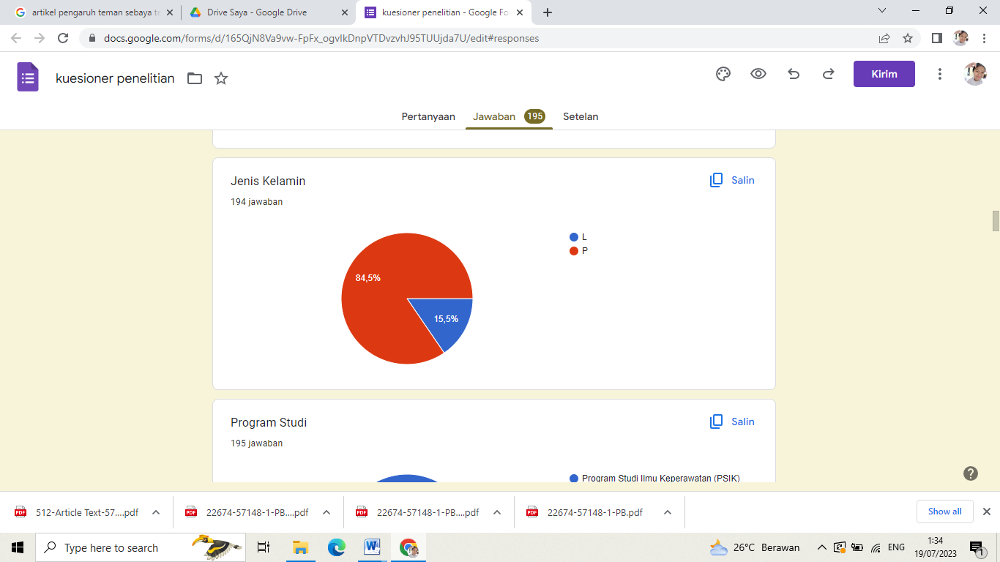 artikel pengaruh teman sebaya te
Drive Saya - Google Drive
kuesioner penelitian - Google Fo
docs.google.com/forms/d/165QjN8Va9vw-FpFx_ogvIkDnpVTDvzvhJ95TUUjda7U/edit#responses
kuesioner penelitian
Kirim
Pertanyaan
Jawaban 195
Setelan
Jenis Kelamin
Salin
194 jawaban
L
P
84,5%
15,5%
Program Studi
Salin
195 jawaban
Program Studi Ilmu Keperawatan (PSIK)
512-Article Text-57....pdf
22674-57148-1-PB....pdf
22674-57148-1-PB....pdf
22674-57148-1-PB.pdf
Show all
Type here to search
26°C Berawan
ENG
1:34
19/07/2023
1